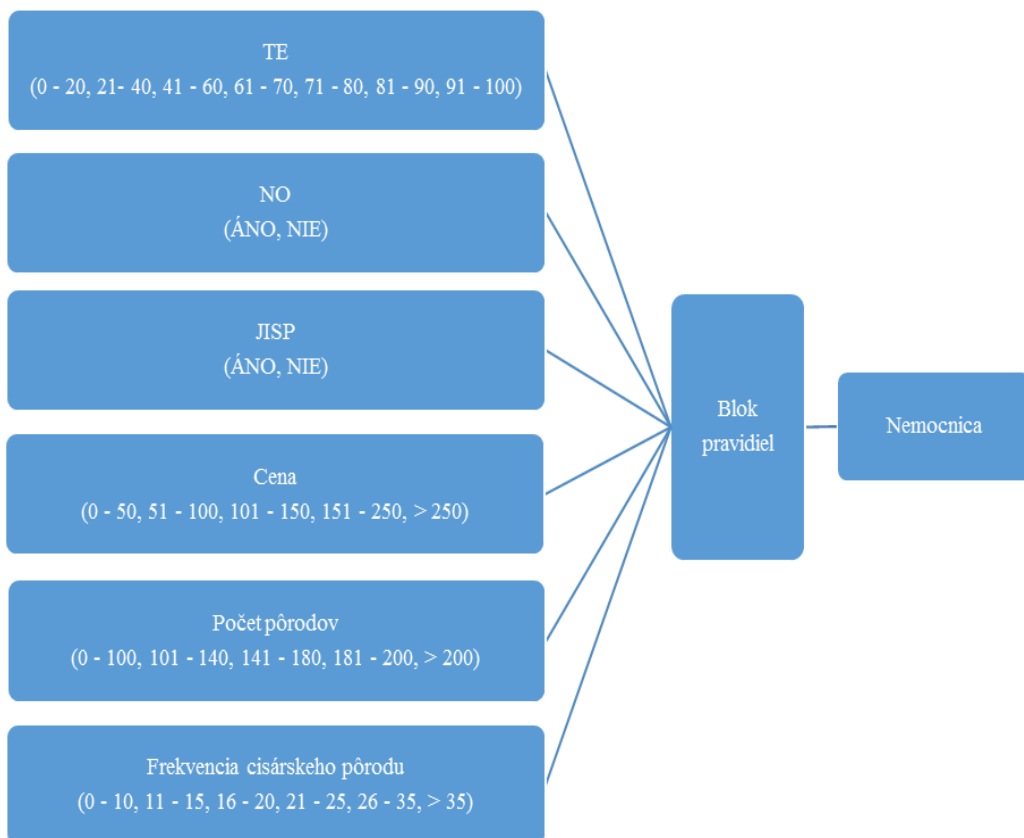 TE
(0 - 20, 21- 40, 41 - 60, 61 - 70, 71 - 80, 81 - 90, 91 - 100)
NO
(ÁNO, NIE)
JISP
(ÁNO, NIE)
Cena
(0 - 50, 51 - 100, 101 - 150, 151 - 250, > 250)
Počet pôrodov
(0 - 100, 101 - 140, 141 - 180, 181 - 200, > 200)
Frekvencia cisárskeho pôrodu
(0 - 10, 11 - 15, 16 - 20, 21 - 25, 26 - 35, > 35)
Blok
pravidiel
Nemocnica